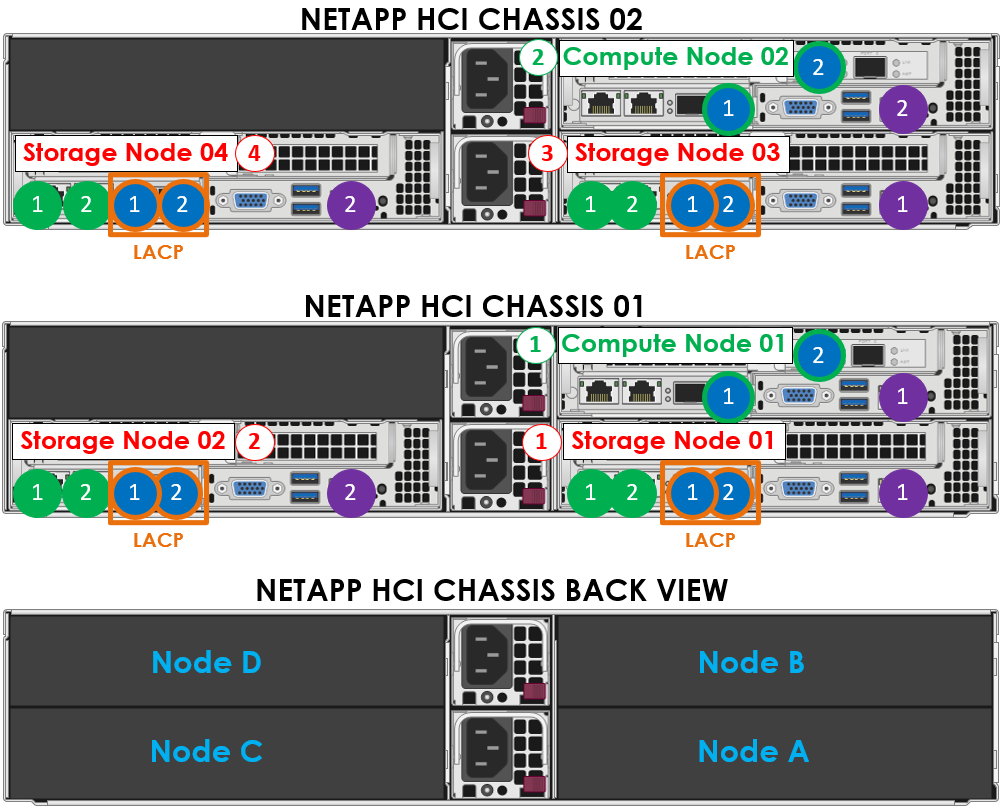 NETAPP HCI CHASSIS 02
2 Compute Node 02 2
1 2
Storage Node 04 4 3 Storage Node 03
1 2 1 2 2 1 2 1 2 1
LACP LACP
NETAPP HCI CHASSIS 01
1 Compute Node 01 2
1 1
Storage Node 02 2 1 Storage Node 01
1 2 1 2 2 1 2 1 2 1
LACP LACP
NETAPP HCI CHASSIS BACK VIEW
Node D Node B
Node C Node A